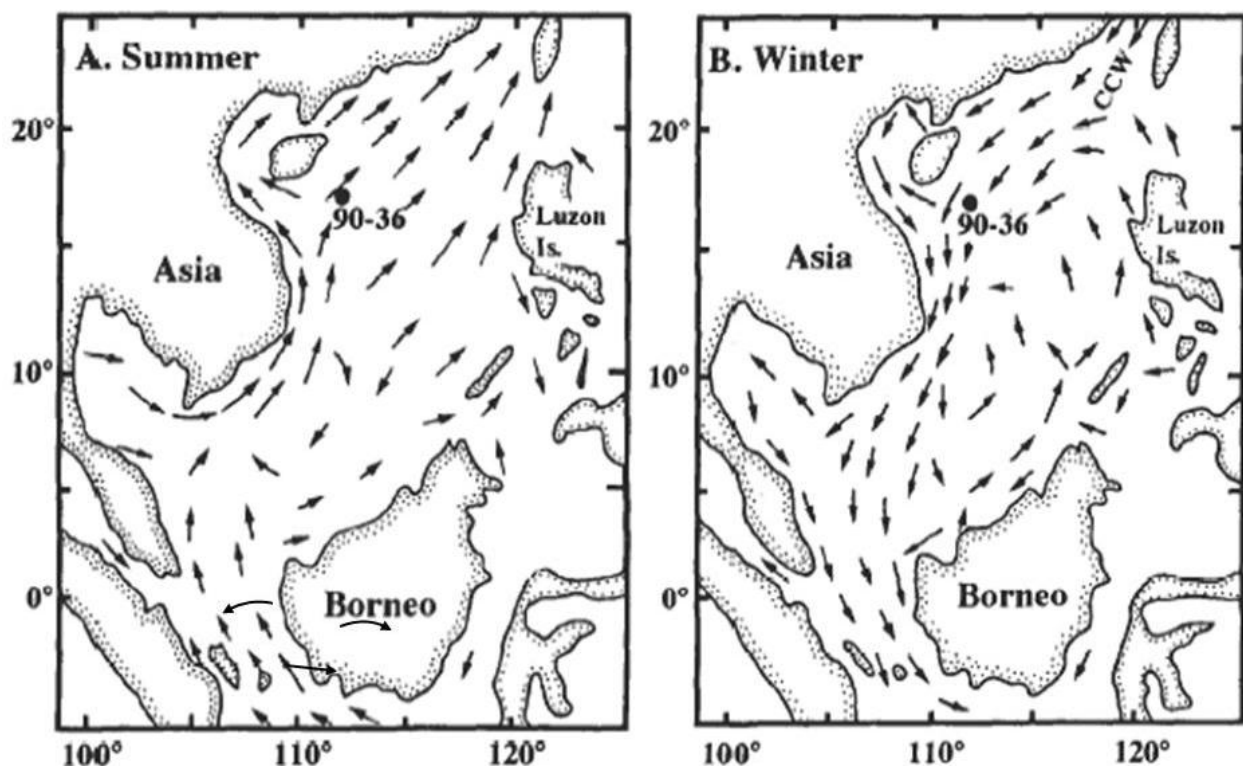 A. Summer
20°
90-36
Luzon
Is.
Asia
10°
0°
Borneo
100°
110°
120°
B. Winter
CCW
20°
90-36
Luzon
Is.
Asia
10°
0°
Borneo
100°
110°
120°